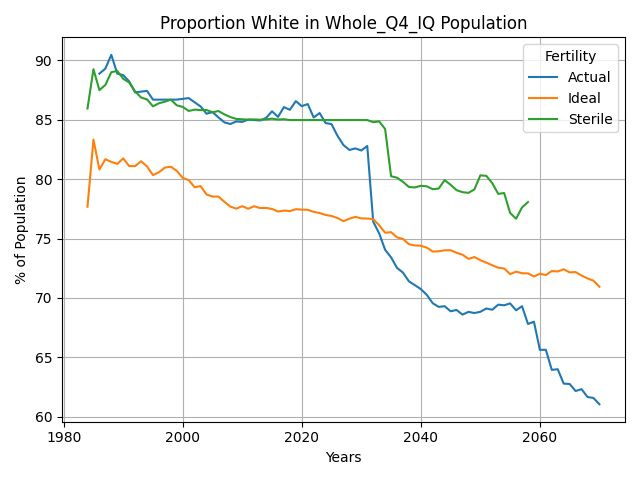 Proportion White in Whole_Q4_IQ Population
% of Population
90
85
80
75
70
65
60
Fertility
Actual
Ideal
Sterile
1980
2000
2020
2040
2060
Years